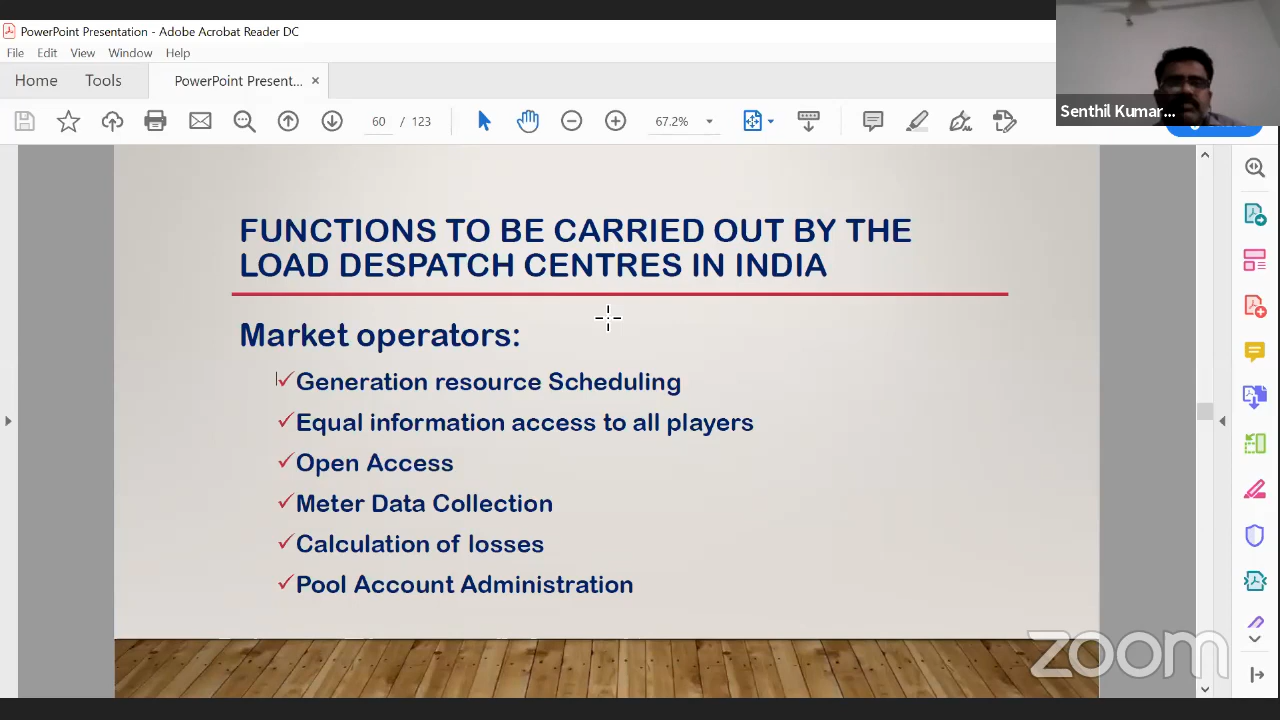 PowerPoint Presentation - Adobe Acrobat Reader DC
File Edit View Window Help
Home Tools PowerPoint Present... ×
60 / 123 67.2%
Senthil Kumar...
FUNCTIONS TO BE CARRIED OUT BY THE
LOAD DESPATCH CENTRES IN INDIA
Market operators:
✓Generation resource Scheduling
✓Equal information access to all players
✓Open Access
✓Meter Data Collection
✓Calculation of losses
✓Pool Account Administration
zoom